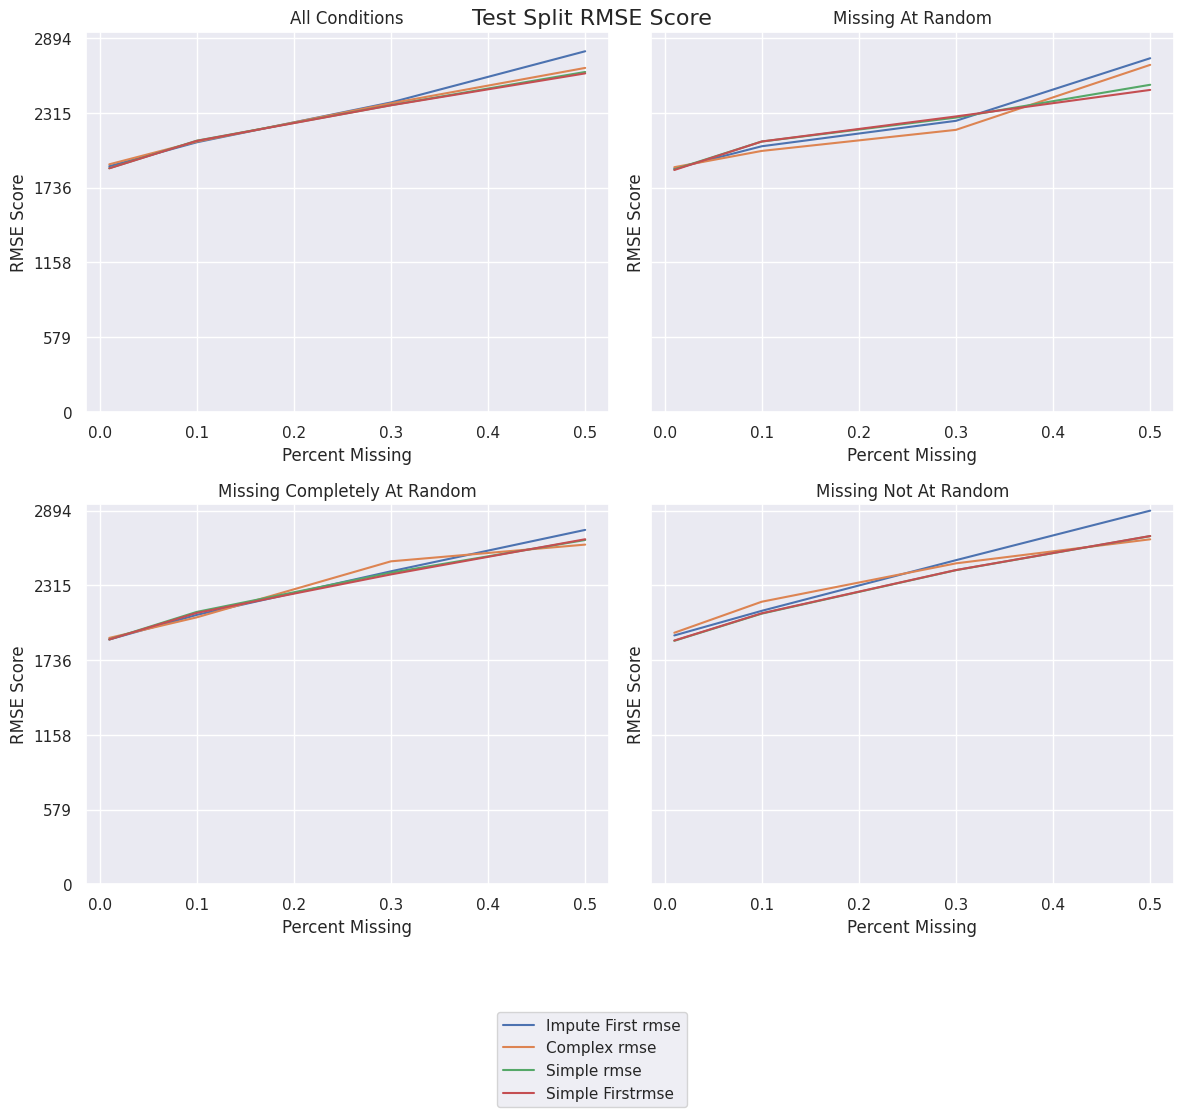 Test Split RMSE Score
All Conditions
Missing At Random
2894
2315
1736
1158
579
0
RMSE Score
RMSE Score
0.0 0.1 0.2 0.3 0.4 0.5
0.0 0.1 0.2 0.3 0.4 0.5
Percent Missing
Percent Missing
Missing Completely At Random
Missing Not At Random
2894
2315
1736
1158
579
0
RMSE Score
RMSE Score
0.0 0.1 0.2 0.3 0.4 0.5
0.0 0.1 0.2 0.3 0.4 0.5
Percent Missing
Percent Missing
Impute First rmse
Complex rmse
Simple rmse
Simple Firstrmse